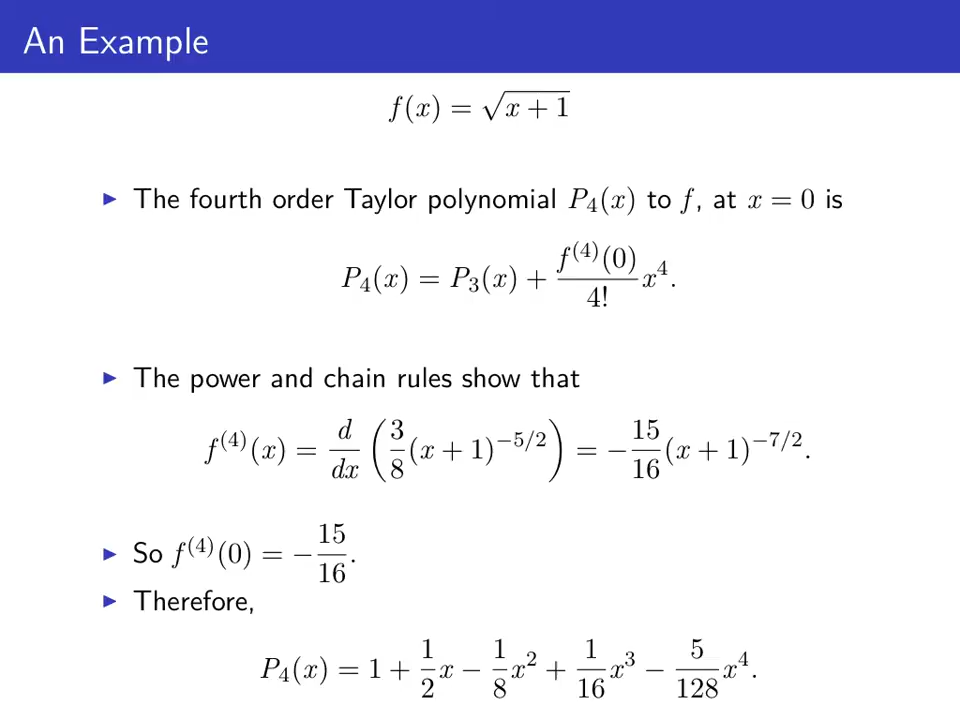 An Example
f(x) = √(x + 1)
▶ The fourth order Taylor polynomial P₄(x) to f, at x = 0 is
P₄(x) = P₃(x) + f⁽⁴⁾(0)/4! x⁴.
▶ The power and chain rules show that
f⁽⁴⁾(x) = d/dx (3/8 (x + 1)^{−5/2}) = −15/16 (x + 1)^{−7/2}.
▶ So f⁽⁴⁾(0) = −15/16.
▶ Therefore,
P₄(x) = 1 + 1/2 x − 1/8 x² + 1/16 x³ − 5/128 x⁴.